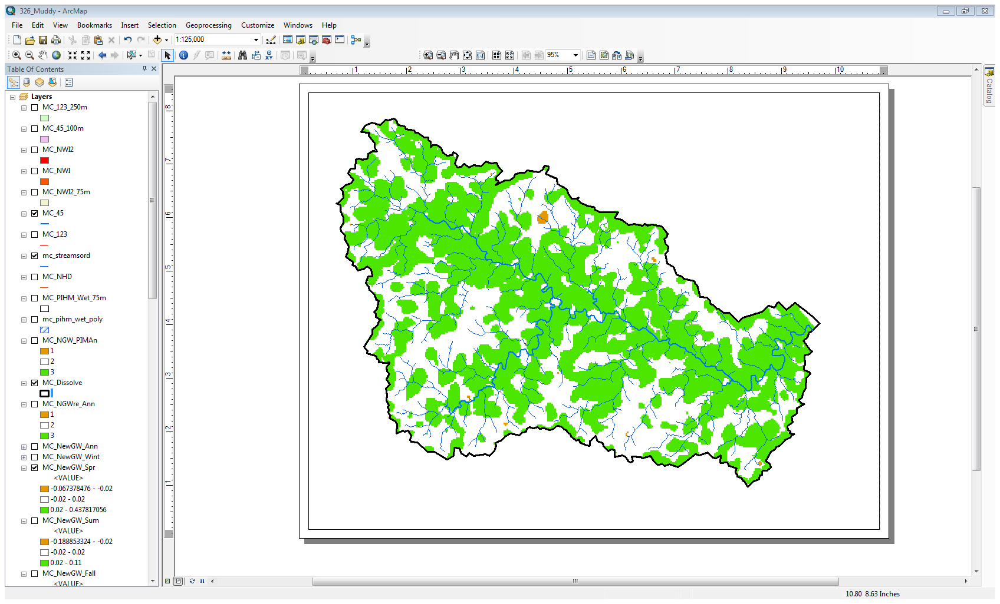 326_Muddy - ArcMap
File Edit View Bookmarks Insert Selection Geoprocessing Customize Windows Help
1:125,000
95%
Table Of Contents
Layers
MC_123_250m
MC_45_100m
MC_NWI2
MC_NWI
MC_NWI2_75m
MC_45
MC_123
mc_streamsord
MC_NHD
MC_PIHM_Wet_75m
mc_pihm_wet_poly
MC_NGW_PIMAn
1
2
3
MC_Dissolve
MC_NGWre_Ann
1
2
3
MC_NewGW_Ann
MC_NewGW_Wint
MC_NewGW_Spr
<VALUE>
-0.067378476 - -0.02
-0.02 - 0.02
0.02 - 0.437817056
MC_NewGW_Sum
<VALUE>
-0.188853324 - -0.02
-0.02 - 0.02
0.02 - 0.11
MC_NewGW_Fall
<VALUE>
1 2 3 4 5 6 7 8 9 10
8
7
6
5
4
3
2
1
Catalog
10.80 8.63 Inches